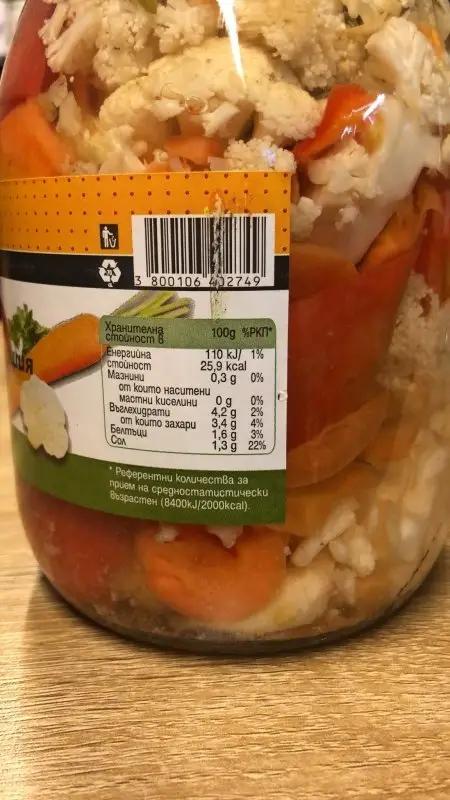 3 800106 402749
Хранителна стойност в 100g %РКП*
Енергийна стойност 110 kJ/ 1%
25,9 kcal
Мазнини 0,3 g 0%
от които наситени
мастни киселини 0 g 0%
Въглехидрати 4,2 g 2%
от които захари 3,4 g 4%
Белтъци 1,6 g 3%
Сол 1,3 g 22%
* Референтни количества за
прием на средностатистически
възрастен (8400kJ/2000kcal).